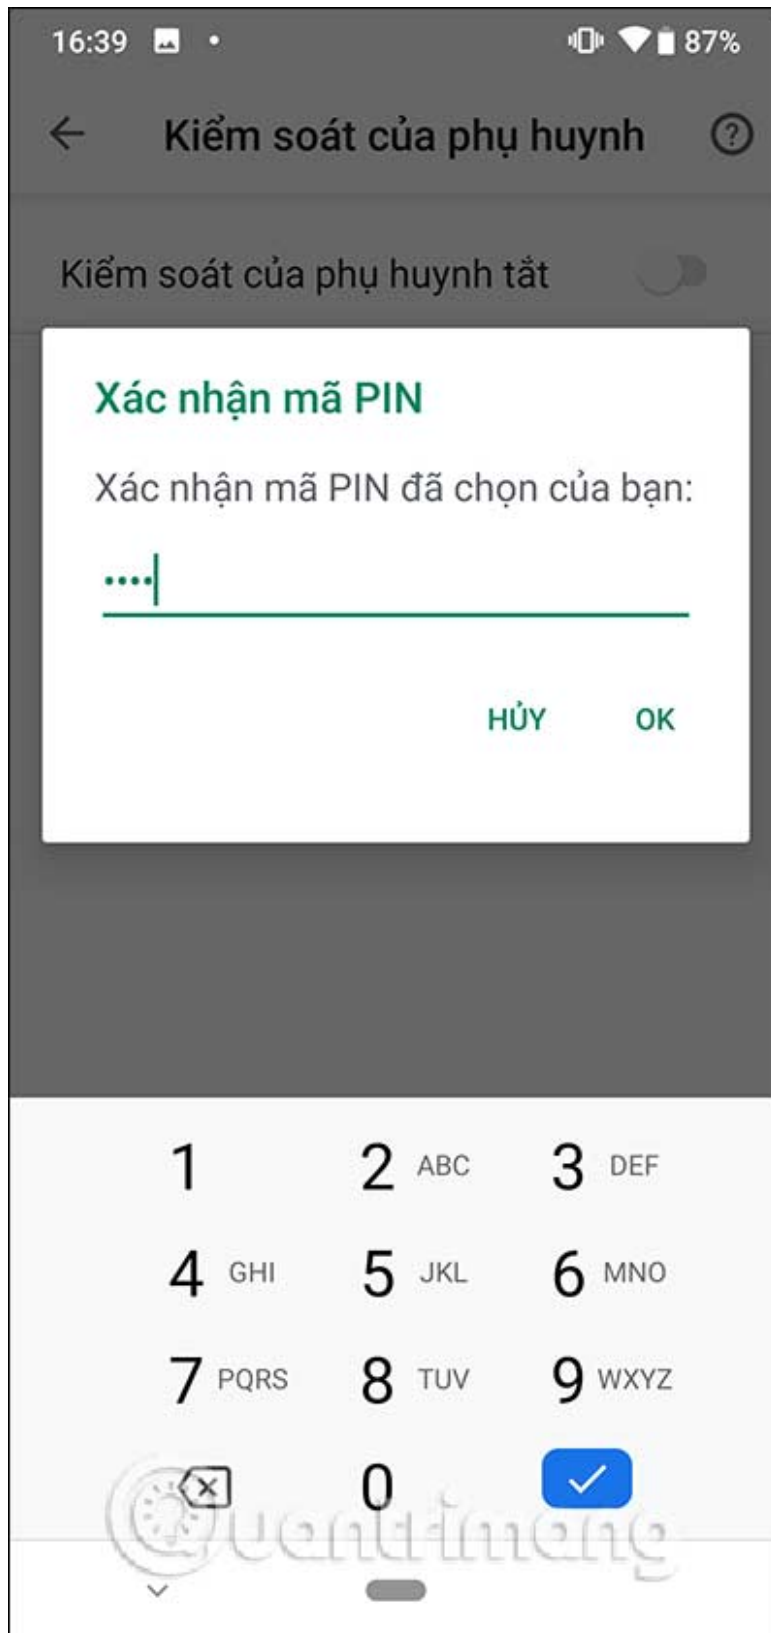 16:39
87%
Kiểm soát của phụ huynh
Kiểm soát của phụ huynh tắt
Xác nhận mã PIN
Xác nhận mã PIN đã chọn của bạn:
••••
HỦY OK
1 2 ABC 3 DEF
4 GHI 5 JKL 6 MNO
7 PQRS 8 TUV 9 WXYZ
0
Quantrimang